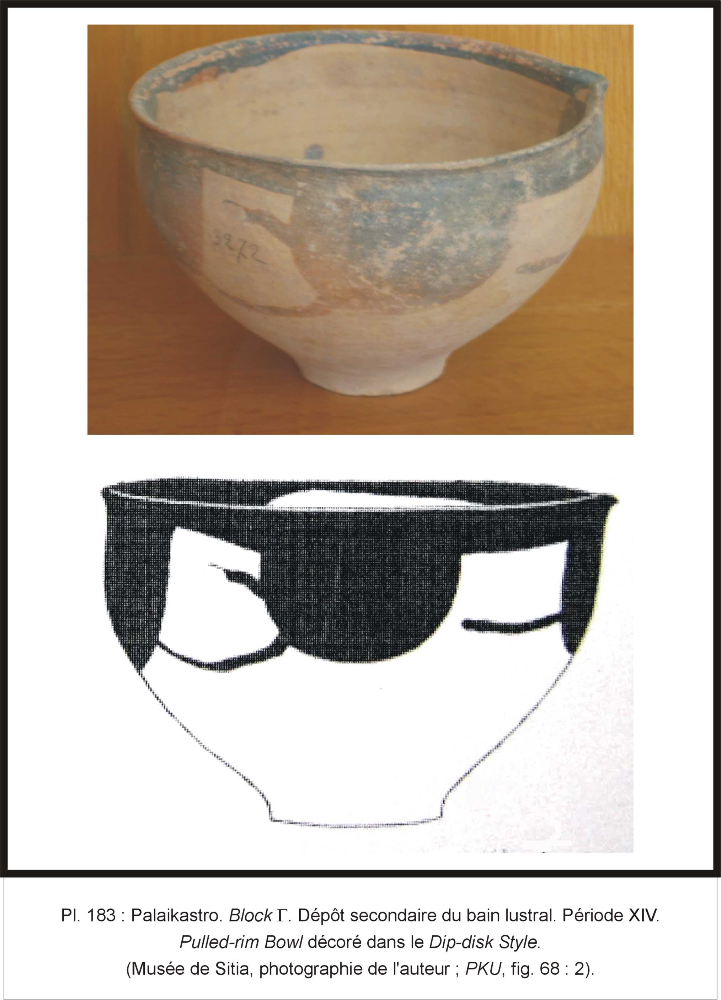 3272
Pl. 183 : Palaikastro. Block Γ. Dépôt secondaire du bain lustral. Période XIV.
Pulled-rim Bowl décoré dans le Dip-disk Style.
(Musée de Sitia, photographie de l'auteur ; PKU, fig. 68 : 2).